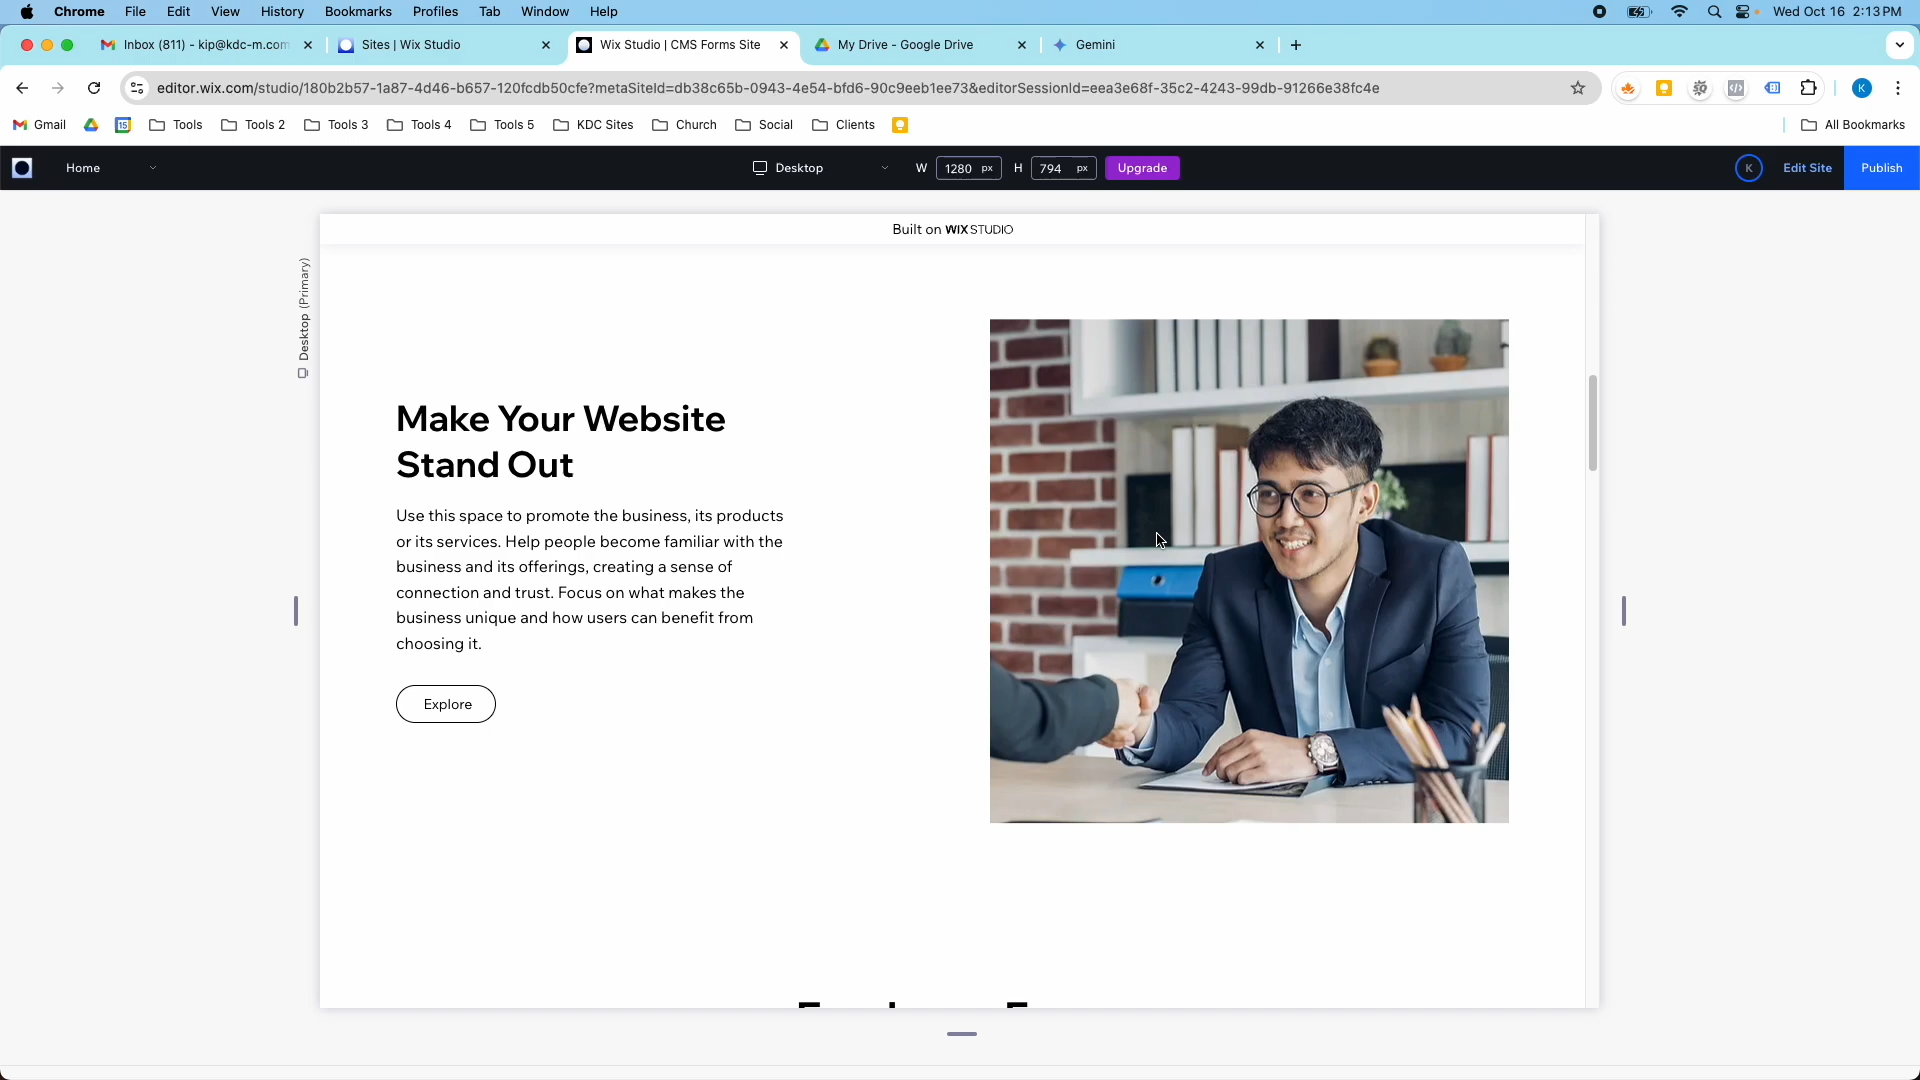 Chrome File Edit View History Bookmarks Profiles Tab Window Help Wed Oct 16 2:13 PM
Inbox (811) - kip@kdc-m.com Sites | Wix Studio Wix Studio | CMS Forms Site My Drive - Google Drive Gemini
editor.wix.com/studio/180b2b57-1a87-4d46-b657-120fcdb50cfe?metaSiteId=db38c65b-0943-4e54-bfd6-90c9eeb1ee73&editorSessionId=eea3e68f-35c2-4243-99db-91266e38fc4e K
Gmail 15 Tools Tools 2 Tools 3 Tools 4 Tools 5 KDC Sites Church Social Clients All Bookmarks
Home Desktop W 1280 px H 794 px Upgrade K Edit Site Publish
Built on WIX STUDIO
Desktop (Primary)
Make Your Website
Stand Out
Use this space to promote the business, its products
or its services. Help people become familiar with the
business and its offerings, creating a sense of
connection and trust. Focus on what makes the
business unique and how users can benefit from
choosing it.
Explore